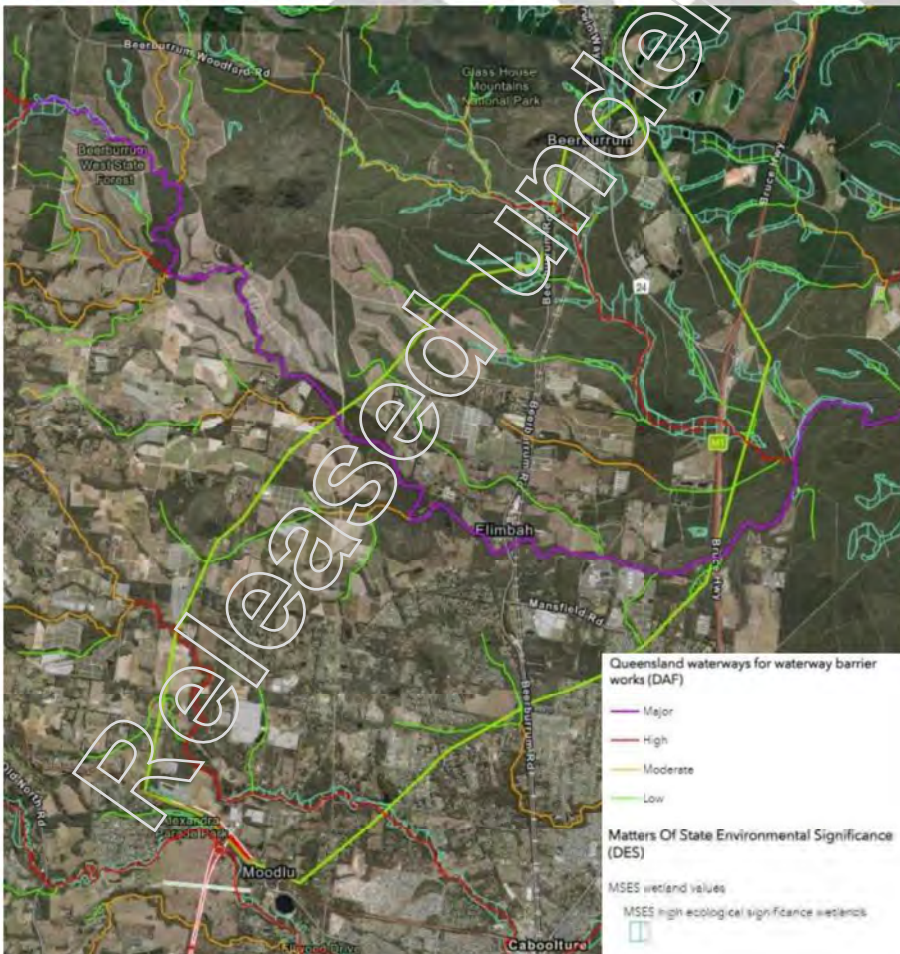 Beerburrum Woodford Rd
Glass House
Mountains
National Park
Beerburrum
Beerburrum
West State
Forest
Bruce Hwy
24
M1
Elimbah
Bruce Hwy
Mansfield Rd
Beerburrum Rd
Old North Rd
Moodlu
Caboolture
Released under
Queensland waterways for waterway barrier
works (DAF)
Major
High
Moderate
Low
Matters Of State Environmental Significance
(DES)
MSES wetland values
MSES high ecological significance wetlands